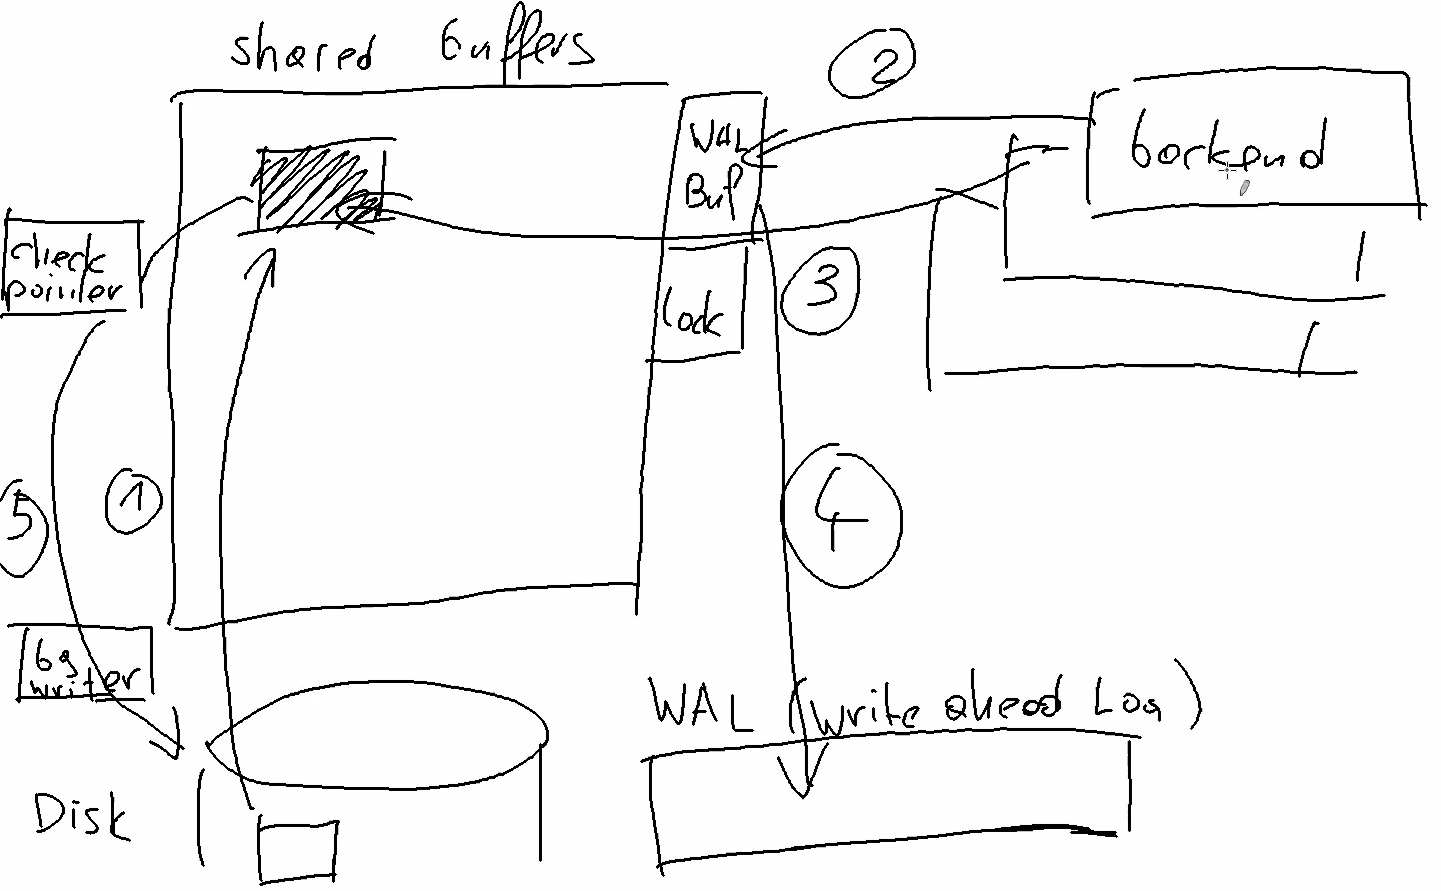 shared buffers
2
WAL
Buf
backend
check
pointer
3
lock
1
5
4
bg
writer
WAL (write ahead Log)
Disk